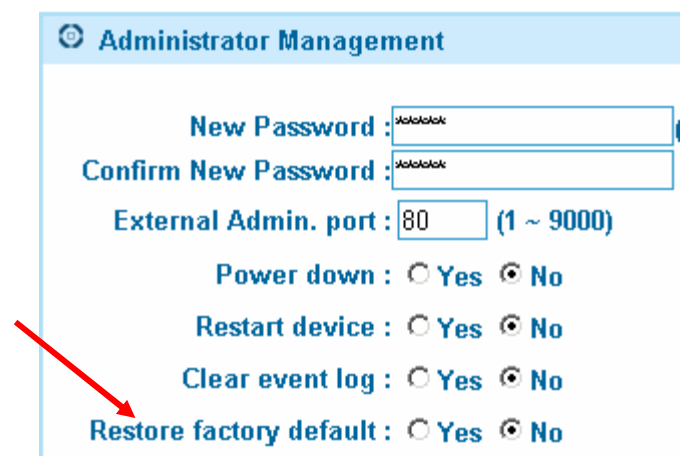 Administrator Management
New Password : *****
Confirm New Password : *****
External Admin. port : 80 (1 ~ 9000)
Power down : Yes No
Restart device : Yes No
Clear event log : Yes No
Restore factory default : Yes No